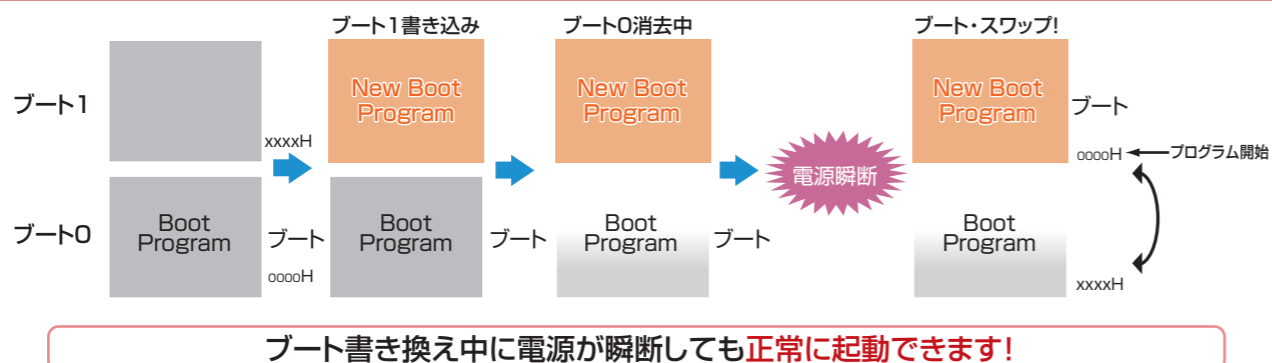 ブート1書き込み
ブート0消去中
ブート・スワップ!
ブート1
New Boot
Program
New Boot
Program
New Boot
Program
ブート
xxxxH
電源瞬断
ooooH
プログラム開始
ブート0
Boot
Program
ブート
ooooH
Boot
Program
ブート
Boot
Program
ブート
Boot
Program
xxxxH
ブート書き換え中に電源が瞬断しても正常に起動できます!